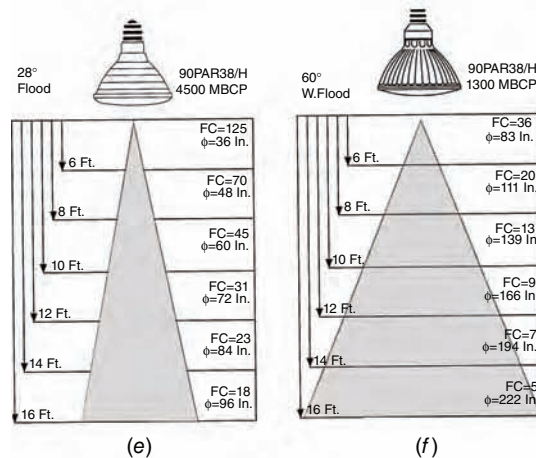 28°
Flood
90PAR38/H
4500 MBCP
FC=125
ϕ=36 In.
6 Ft.
FC=70
ϕ=48 In.
8 Ft.
FC=45
ϕ=60 In.
10 Ft.
FC=31
ϕ=72 In.
12 Ft.
FC=23
ϕ=84 In.
14 Ft.
FC=18
ϕ=96 In.
16 Ft.
(e)
60°
W.Flood
90PAR38/H
1300 MBCP
FC=36
ϕ=83 In.
6 Ft.
FC=20
ϕ=111 In.
8 Ft.
FC=13
ϕ=139 In.
10 Ft.
FC=9
ϕ=166 In.
12 Ft.
FC=7
ϕ=194 In.
14 Ft.
FC=5
ϕ=222 In.
16 Ft.
(f)